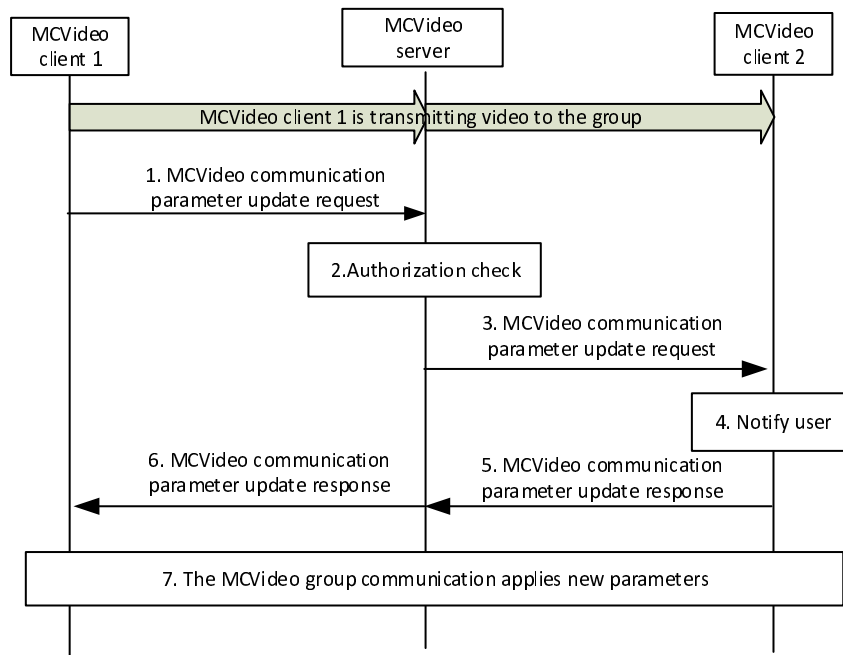 MCVideo
client 1
MCVideo
server
MCVideo
client 2
MCVideo client 1 is transmitting video to the group
1. MCVideo communication
parameter update request
2.Authorization check
3. MCVideo communication
parameter update request
4. Notify user
5. MCVideo communication
parameter update response
6. MCVideo communication
parameter update response
7. The MCVideo group communication applies new parameters